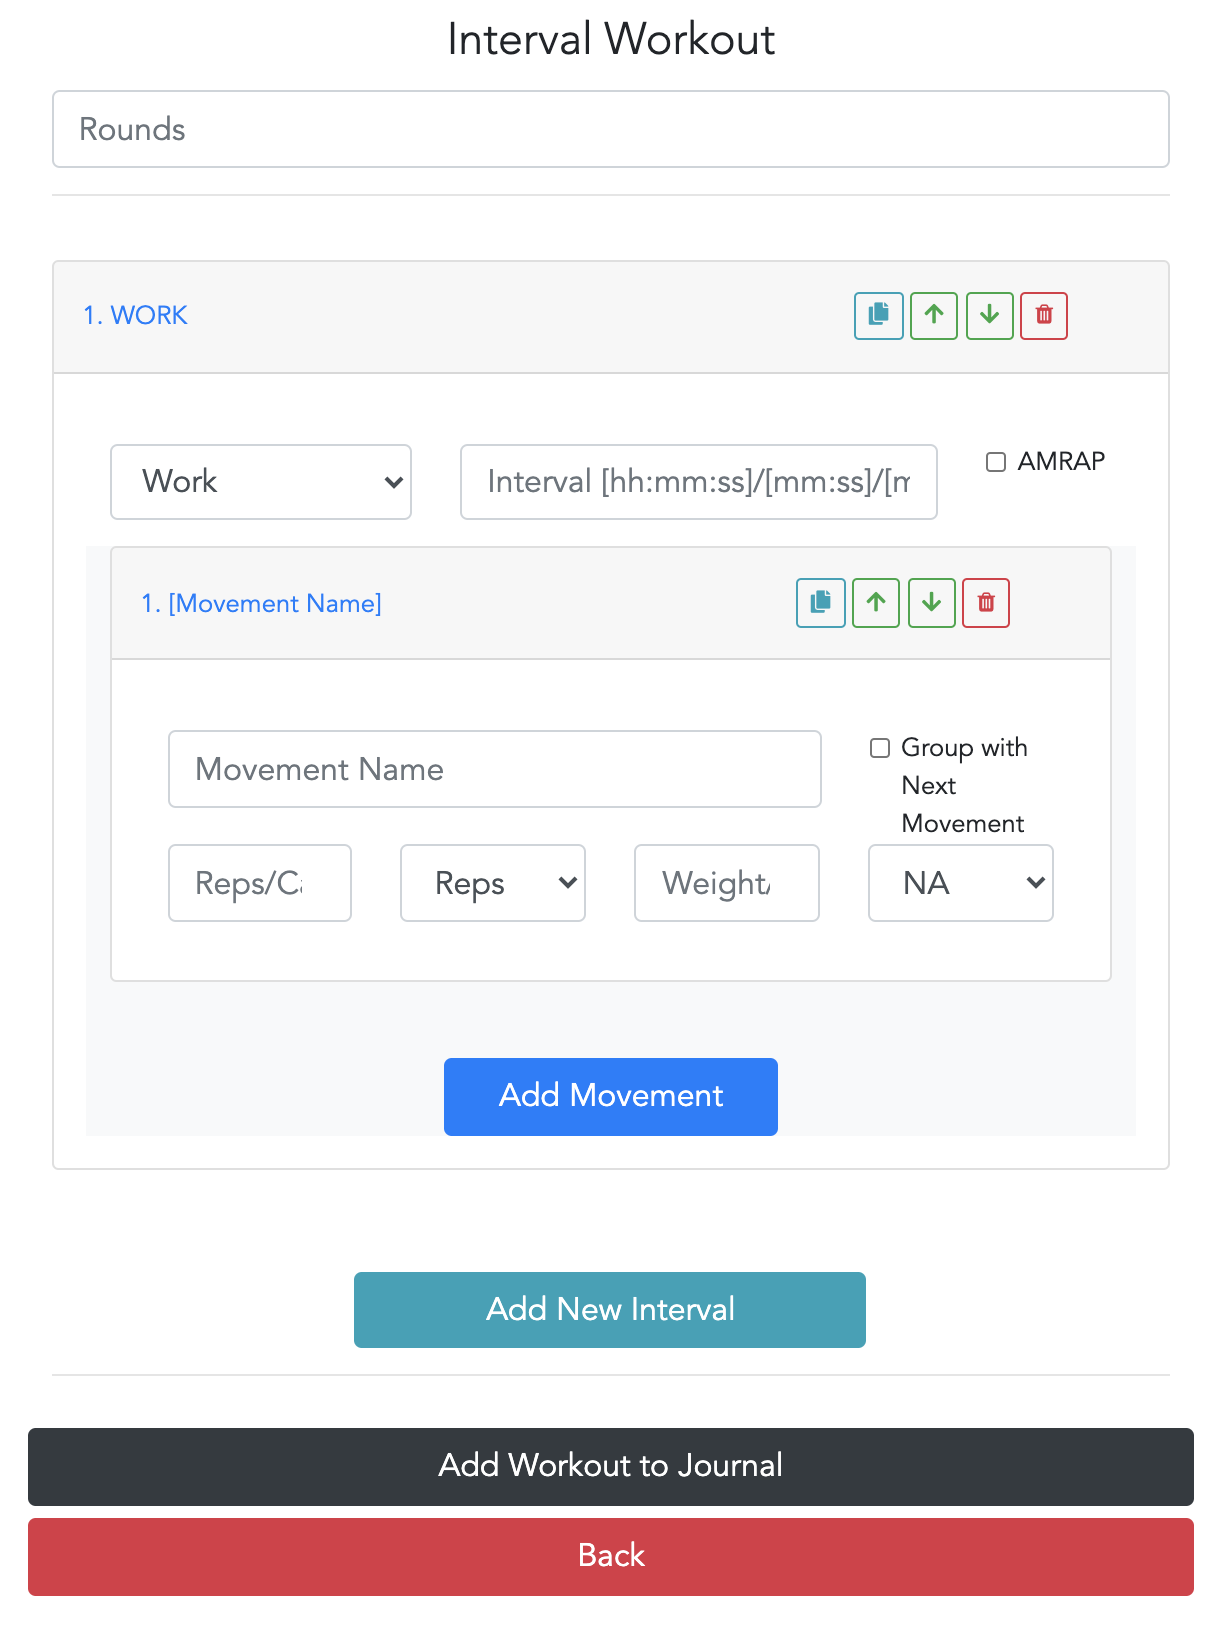 Interval Workout
Rounds
1. WORK
Work
Interval [hh:mm:ss]/[mm:ss]/[m
AMRAP
1. [Movement Name]
Movement Name
Group with
Next
Movement
Reps/Ca
Reps
Weight/
NA
Add Movement
Add New Interval
Add Workout to Journal
Back